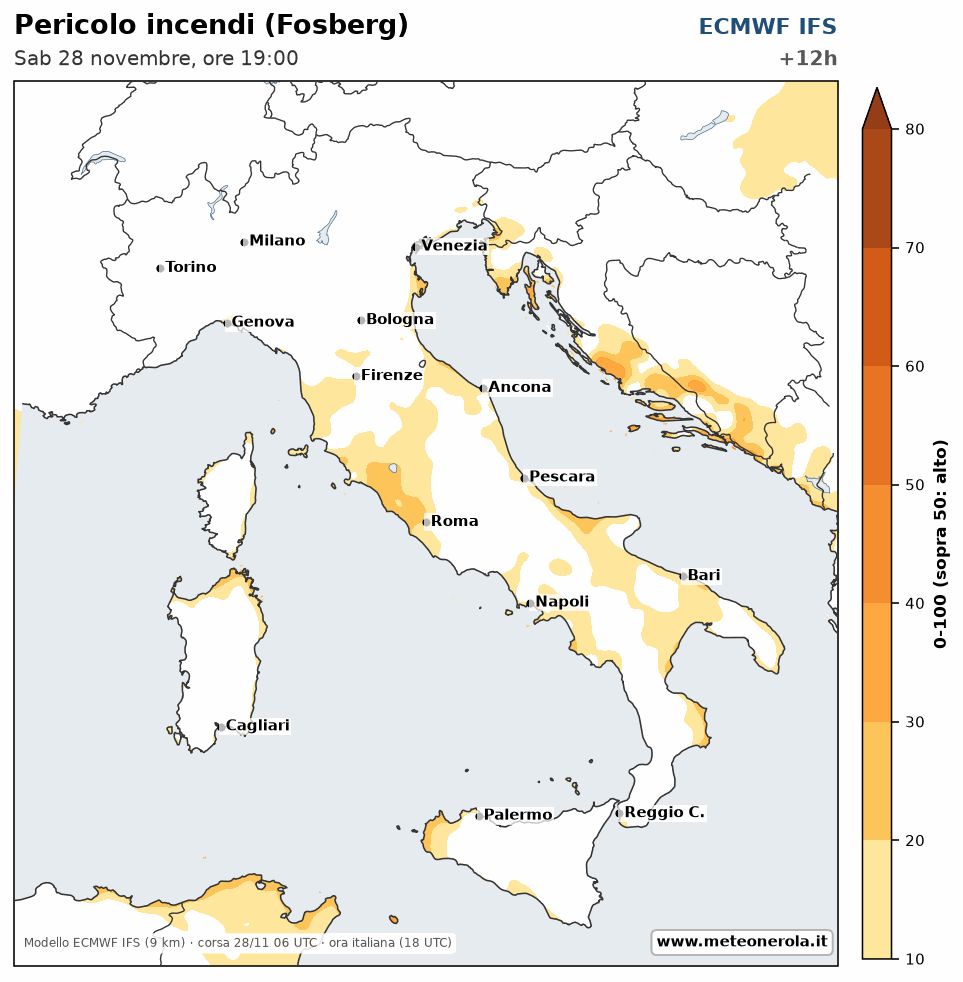 Pericolo incendi (Fosberg)
ECMWF IFS
Sab 28 novembre, ore 19:00
+12h
Milano
Venezia
Torino
Genova
Bologna
Firenze
Ancona
Pescara
Roma
Bari
Napoli
Cagliari
Palermo
Reggio C.
80
70
60
50
40
30
20
10
0-100 (sopra 50: alto)
Modello ECMWF IFS (9 km) · corsa 28/11 06 UTC · ora italiana (18 UTC)
www.meteonerola.it